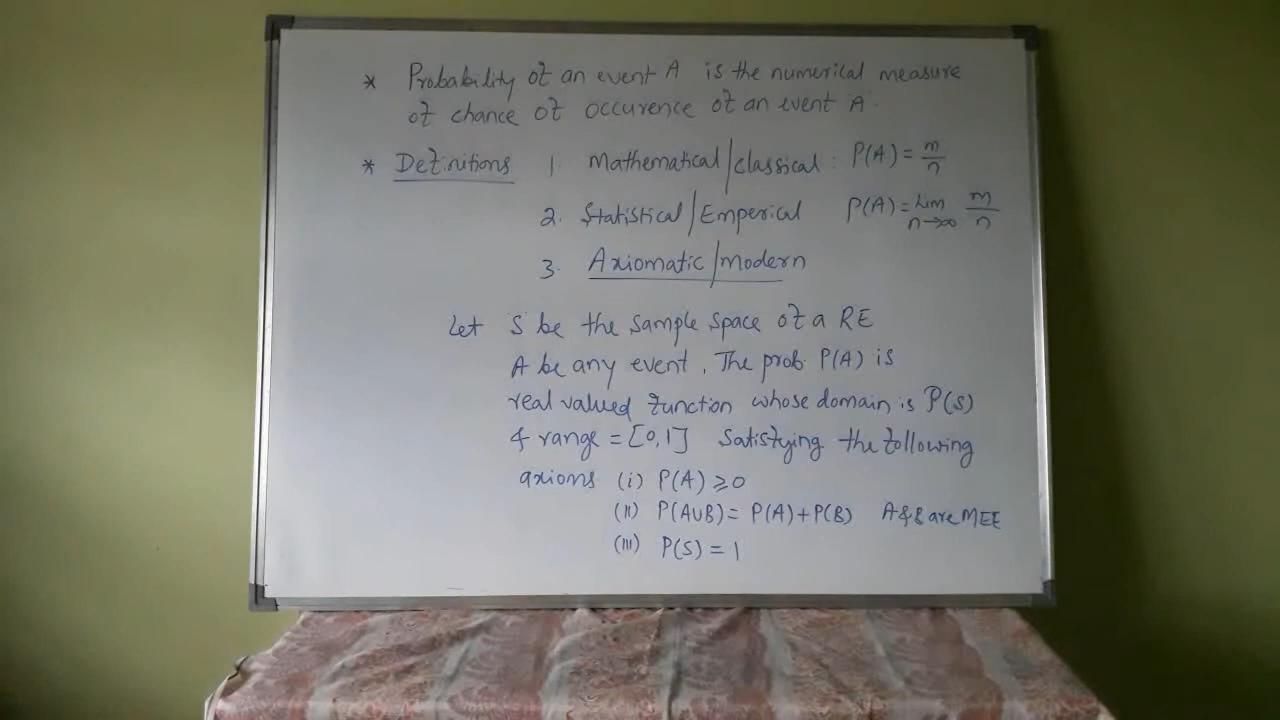 * Probability of an event A is the numerical measure
of chance of occurence of an event A.
* Definitions 1. Mathematical/classical : P(A) = m/n
2. Statistical/Emperical P(A) = Lim n→∞ m/n
3. Axiomatic/modern
Let S be the sample space of a RE
A be any event. The prob. P(A) is
real valued function whose domain is P(S)
& range = [0,1] satisfying the following
axioms (i) P(A) ⩾ 0
(ii) P(A∪B) = P(A) + P(B) A & B are MEE
(iii) P(S) = 1